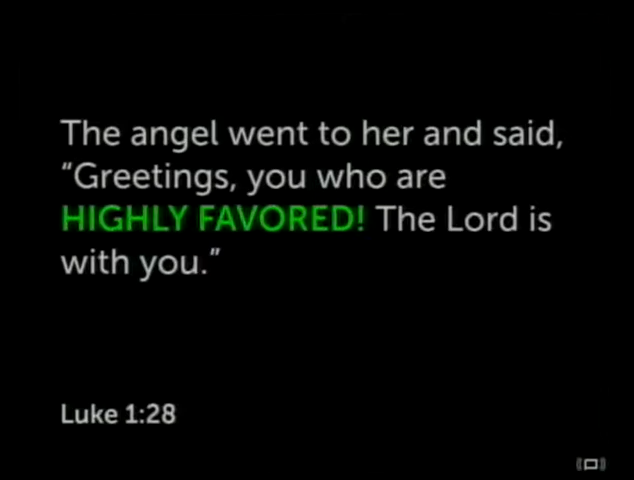 The angel went to her and said,
“Greetings, you who are
HIGHLY FAVORED! The Lord is
with you.”
Luke 1:28